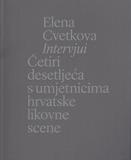 Elena
Cvetkova
Intervjui
Četiri
desetljeća
s umjetnicima
hrvatske
likovne
scene